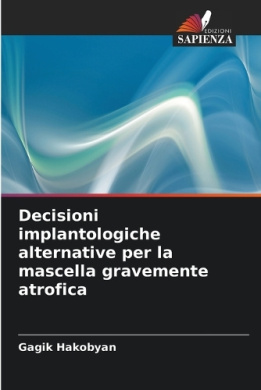 EDIZIONI
SAPIENZA
Decisioni
implantologiche
alternative per la
mascella gravemente
atrofica
Gagik Hakobyan